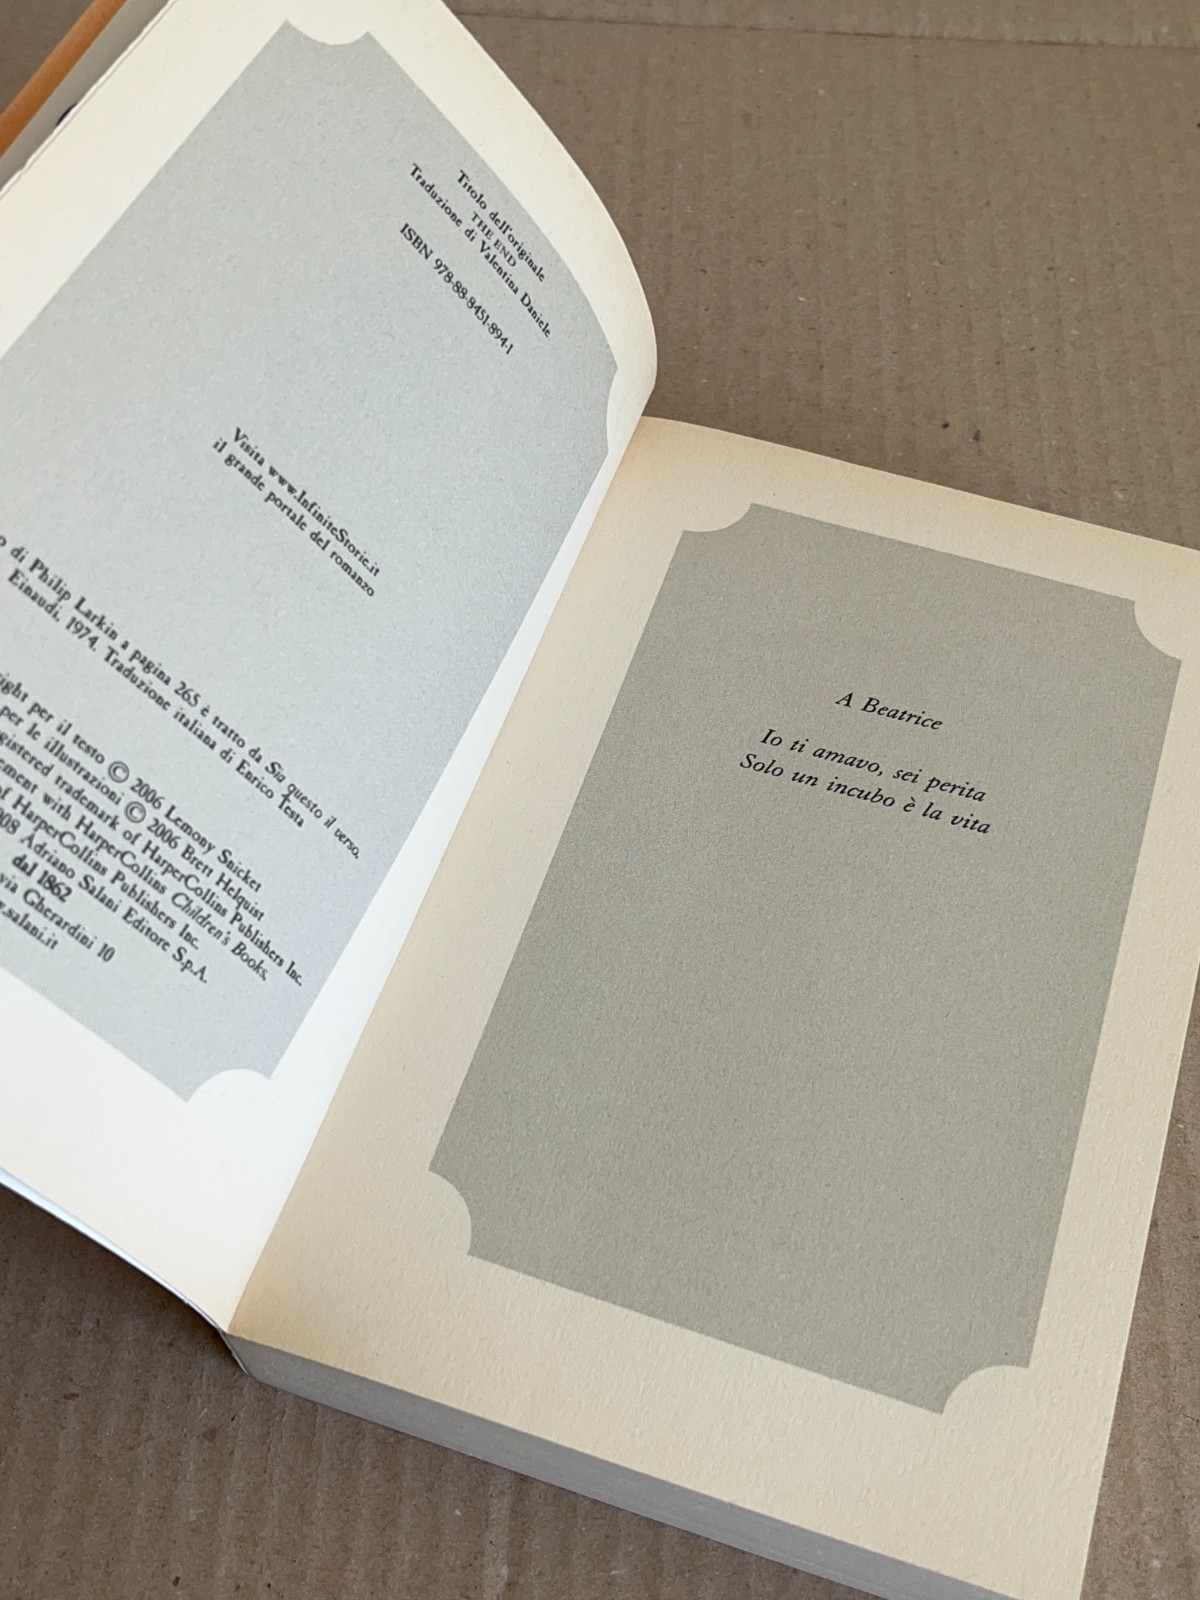 Titolo dell'originale
THE END
Traduzione di Valentina Daniele
ISBN 978-88-8451-894-1
Visita www.InfiniteStorie.it
il grande portale del romanzo
di Philip Larkin a pagina 265 è tratto da Sia questo il verso,
Einaudi, 1974. Traduzione italiana di Enrico Testa
per il testo © 2006 Lemony Snicket
per le illustrazioni © 2006 Brett Helquist
trademark of HarperCollins Publishers Inc.
with HarperCollins Children's Books,
of HarperCollins Publishers Inc.
Adriano Salani Editore S.p.A.
dal 1862
via Gherardini 10
salani.it
A Beatrice
Io ti amavo, sei perita
Solo un incubo è la vita